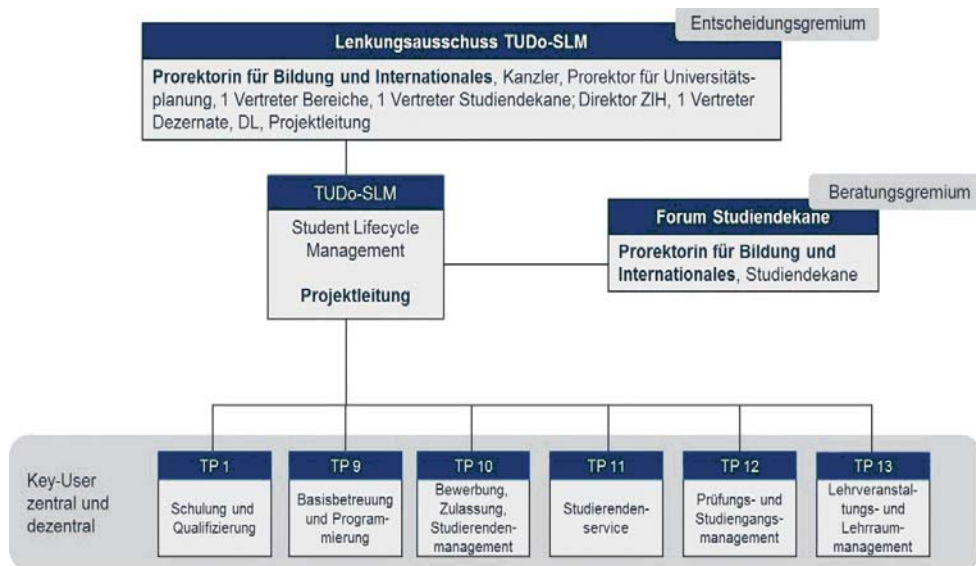 Entscheidungsgremium
Lenkungsausschuss TUDo-SLM
Prorektorin für Bildung und Internationales, Kanzler, Prorektor für Universitäts-
planung, 1 Vertreter Bereiche, 1 Vertreter Studiendekane; Direktor ZIH, 1 Vertreter
Dezernate, DL, Projektleitung
TUDo-SLM
Student Lifecycle
Management
Projektleitung
Beratungsgremium
Forum Studiendekane
Prorektorin für Bildung und
Internationales, Studiendekane
Key-User
zentral und
dezentral
TP 1
Schulung und
Qualifizierung
TP 9
Basisbetreuung
und Program-
mierung
TP 10
Bewerbung,
Zulassung,
Studierenden-
management
TP 11
Studierenden-
service
TP 12
Prüfungs- und
Studiengangs-
management
TP 13
Lehrveranstal-
tungs- und
Lehrraum-
management